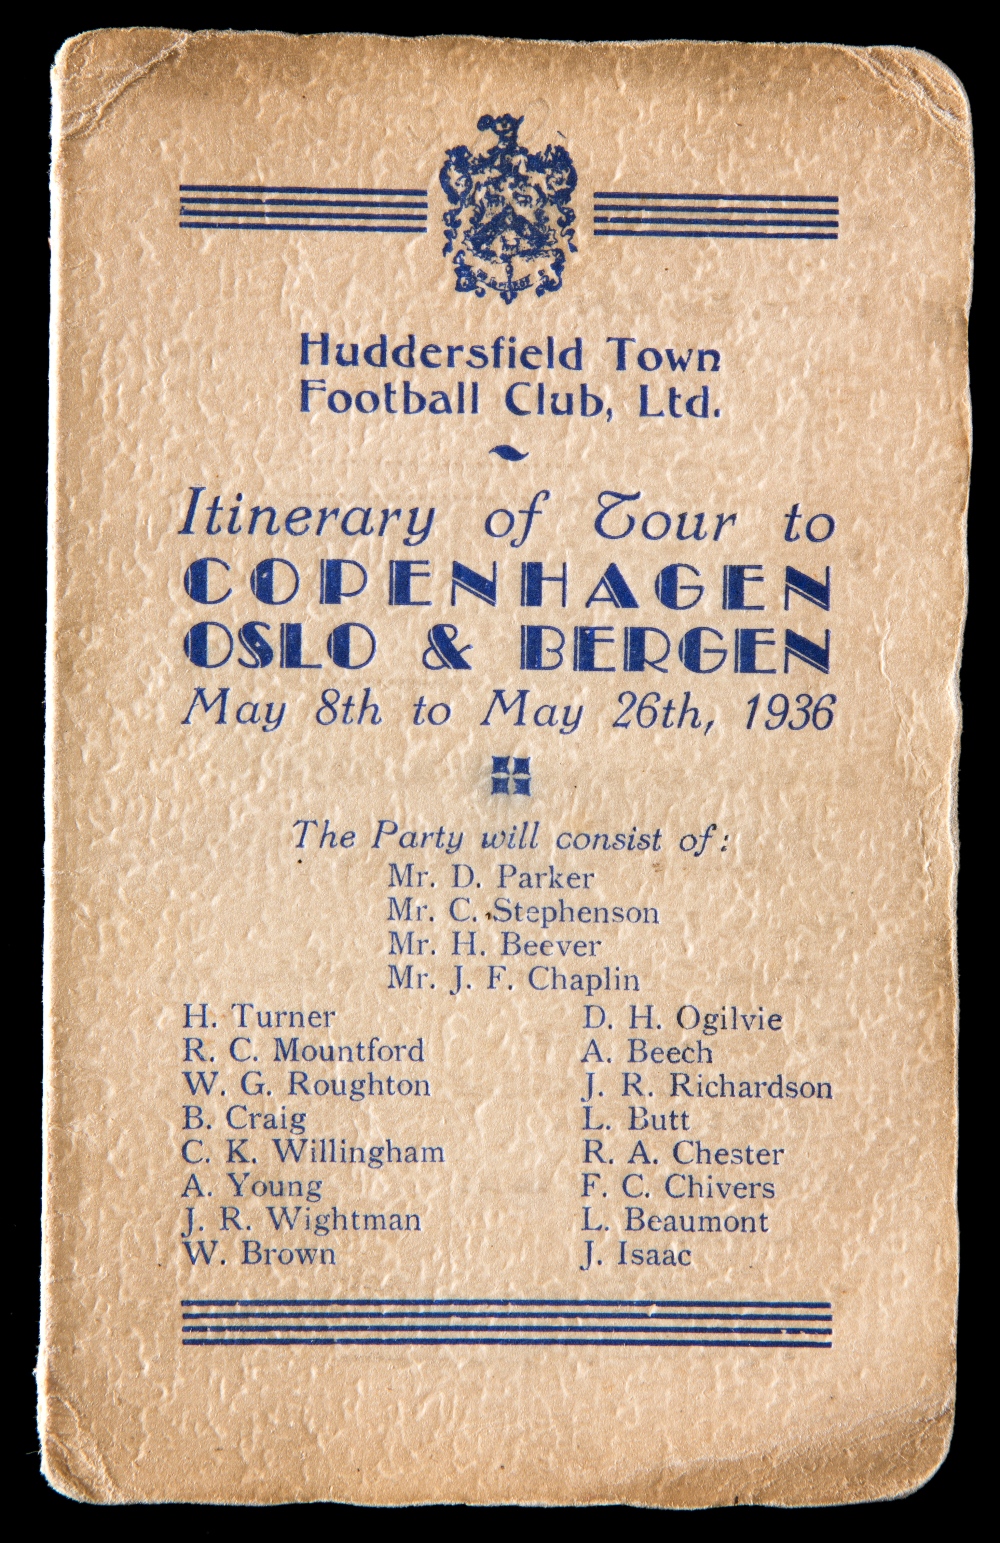 Huddersfield Town
Football Club, Ltd.
Itinerary of Tour to
COPENHAGEN
OSLO & BERGEN
May 8th to May 26th, 1936
The Party will consist of:
Mr. D. Parker
Mr. C. Stephenson
Mr. H. Beever
Mr. J. F. Chaplin
H. Turner
R. C. Mountford
W. G. Roughton
B. Craig
C. K. Willingham
A. Young
J. R. Wightman
W. Brown
D. H. Ogilvie
A. Beech
J. R. Richardson
L. Butt
R. A. Chester
F. C. Chivers
L. Beaumont
J. Isaac